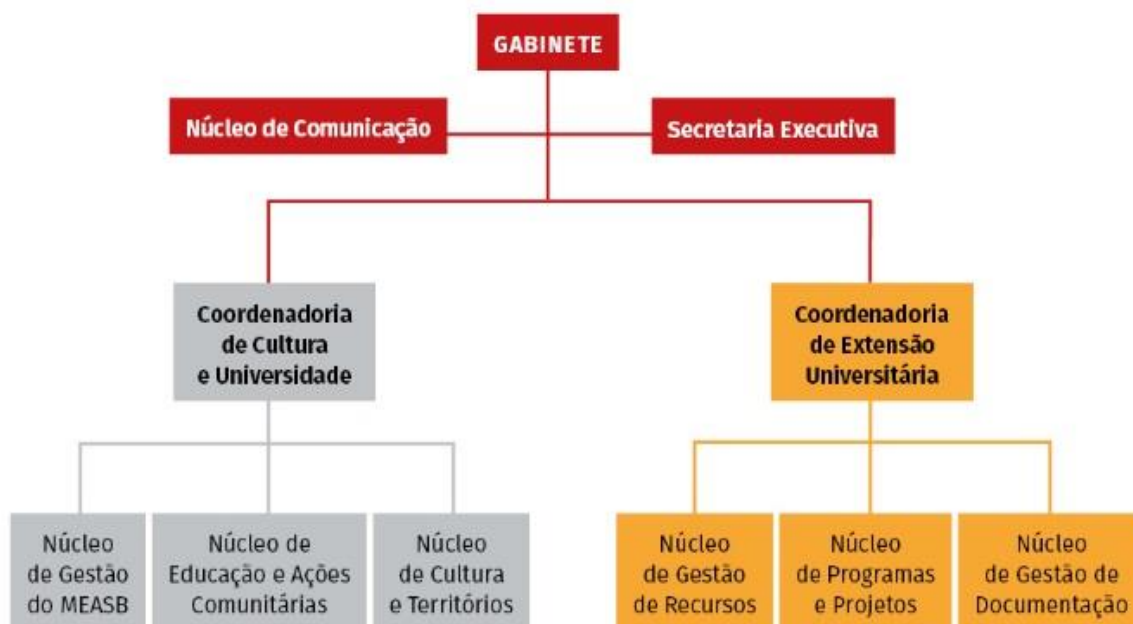 GABINETE
Núcleo de Comunicação
Secretaria Executiva
Coordenadoria
de Cultura
e Universidade
Coordenadoria
de Extensão
Universitária
Núcleo
de Gestão
do MEASB
Núcleo de
Educação e Ações
Comunitárias
Núcleo
de Cultura
e Territórios
Núcleo
de Gestão
de Recursos
Núcleo
de Programas
e Projetos
Núcleo
de Gestão de
Documentação